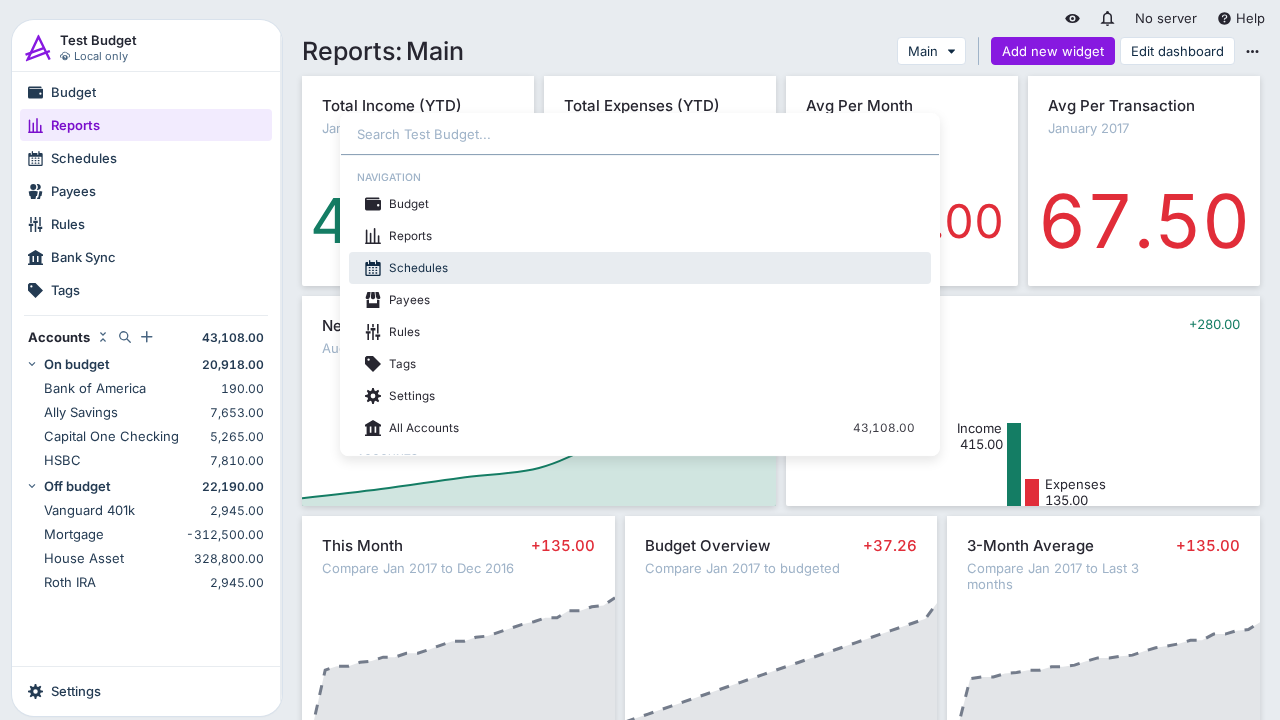 Test Budget
Local only
Budget
Reports
Schedules
Payees
Rules
Bank Sync
Tags
Accounts 43,108.00
On budget 20,918.00
Bank of America 190.00
Ally Savings 7,653.00
Capital One Checking 5,265.00
HSBC 7,810.00
Off budget 22,190.00
Vanguard 401k 2,945.00
Mortgage -312,500.00
House Asset 328,800.00
Roth IRA 2,945.00
Settings
No server
Help
Reports: Main
Main
Add new widget
Edit dashboard
Total Income (YTD)
Total Expenses (YTD)
Avg Per Month
Avg Per Transaction
January 2017
67.50
Search Test Budget...
NAVIGATION
Budget
Reports
Schedules
Payees
Rules
Tags
Settings
All Accounts 43,108.00
+280.00
Income
415.00
Expenses
135.00
This Month +135.00
Compare Jan 2017 to Dec 2016
Budget Overview +37.26
Compare Jan 2017 to budgeted
3-Month Average +135.00
Compare Jan 2017 to Last 3
months